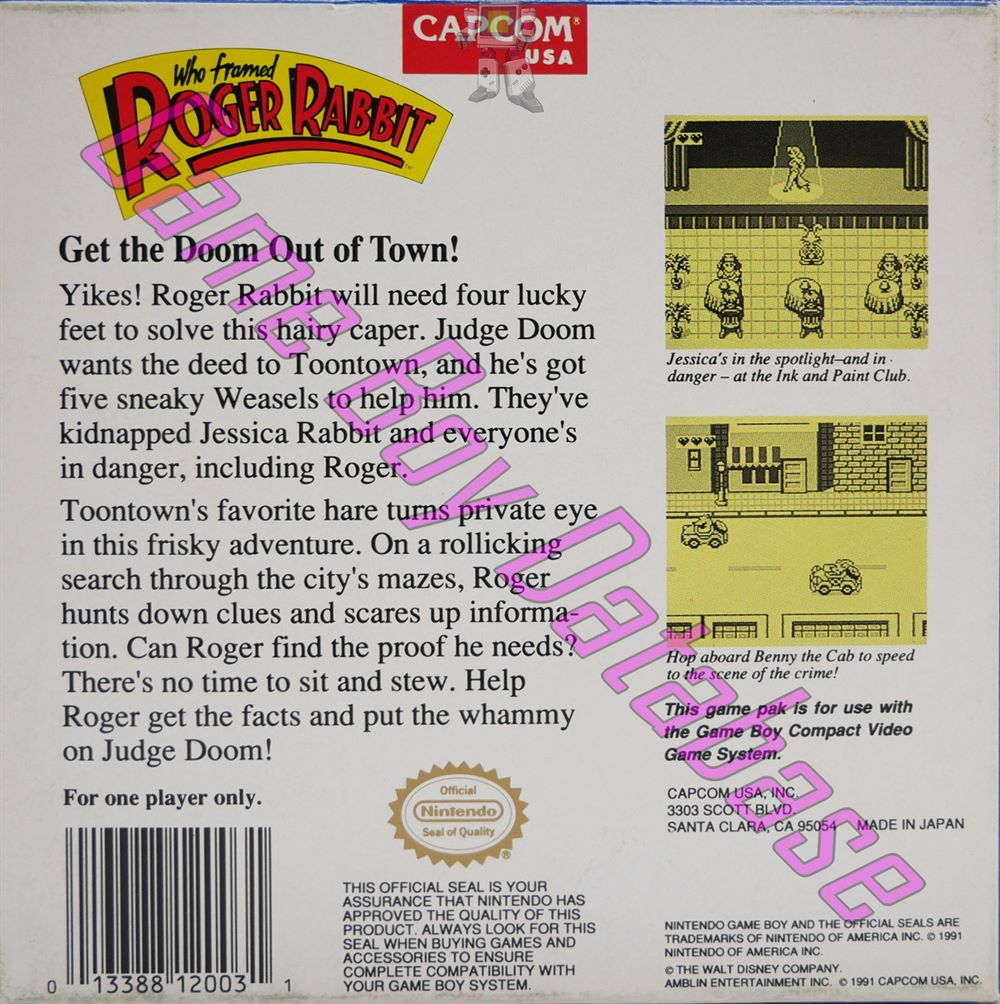 CAPCOM®
USA
Who framed
ROGER RABBIT™
Get the Doom Out of Town!
Yikes! Roger Rabbit will need four lucky
feet to solve this hairy caper. Judge Doom
wants the deed to Toontown, and he's got
five sneaky Weasels to help him. They've
kidnapped Jessica Rabbit and everyone's
in danger, including Roger.
Toontown's favorite hare turns private eye
in this frisky adventure. On a rollicking
search through the city's mazes, Roger
hunts down clues and scares up informa-
tion. Can Roger find the proof he needs?
There's no time to sit and stew. Help
Roger get the facts and put the whammy
on Judge Doom!
For one player only.
0 13388 12003 1
Official
Nintendo
Seal of Quality
®
THIS OFFICIAL SEAL IS YOUR
ASSURANCE THAT NINTENDO HAS
APPROVED THE QUALITY OF THIS
PRODUCT. ALWAYS LOOK FOR THIS
SEAL WHEN BUYING GAMES AND
ACCESSORIES TO ENSURE
COMPLETE COMPATIBILITY WITH
YOUR GAME BOY SYSTEM.
Jessica's in the spotlight–and in
danger – at the Ink and Paint Club.
Hop aboard Benny the Cab to speed
to the scene of the crime!
This game pak is for use with
the Game Boy Compact Video
Game System.
CAPCOM USA, INC.
3303 SCOTT BLVD.
SANTA CLARA, CA 95054 MADE IN JAPAN
NINTENDO GAME BOY AND THE OFFICIAL SEALS ARE
TRADEMARKS OF NINTENDO OF AMERICA INC. © 1991
NINTENDO OF AMERICA INC.
© THE WALT DISNEY COMPANY.
AMBLIN ENTERTAINMENT INC. © 1991 CAPCOM USA, INC.
Game Boy Database